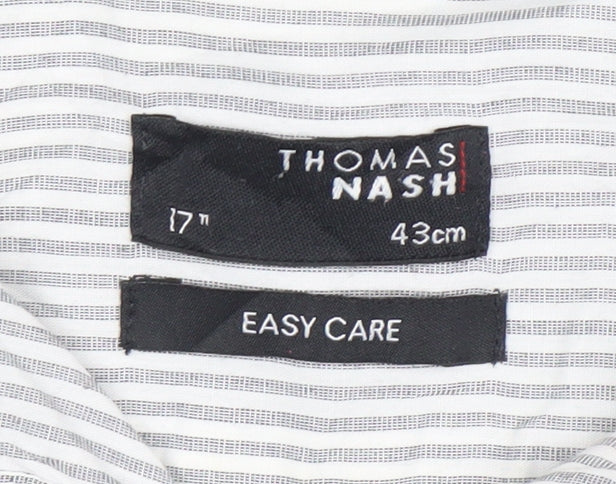 THOMAS
NASH
17" 43cm
EASY CARE